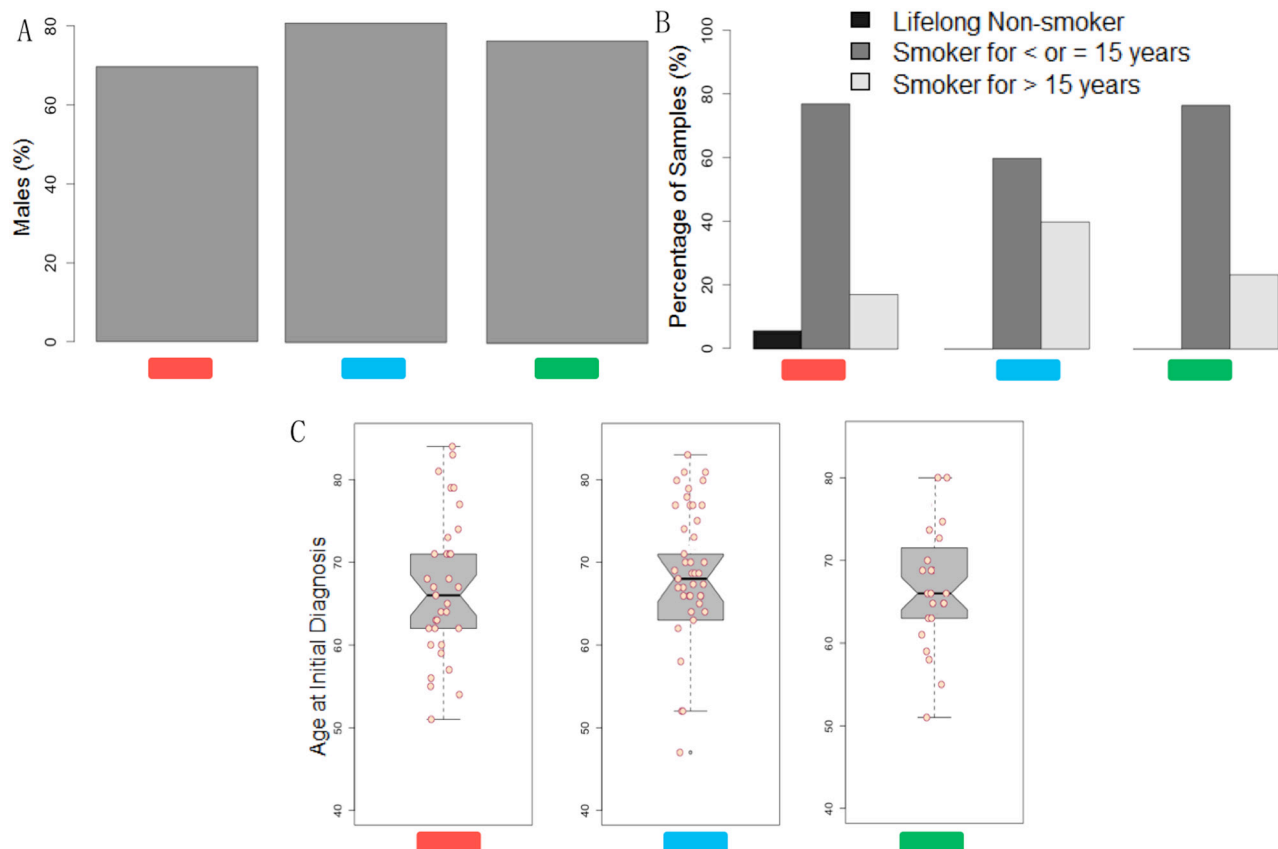 A
Males (%)
80
60
40
20
0
B
Percentage of Samples (%)
100
80
60
40
20
0
Lifelong Non-smoker
Smoker for < or = 15 years
Smoker for > 15 years
C
Age at Initial Diagnosis
80
70
60
50
40
80
70
60
50
40
80
70
60
50
40